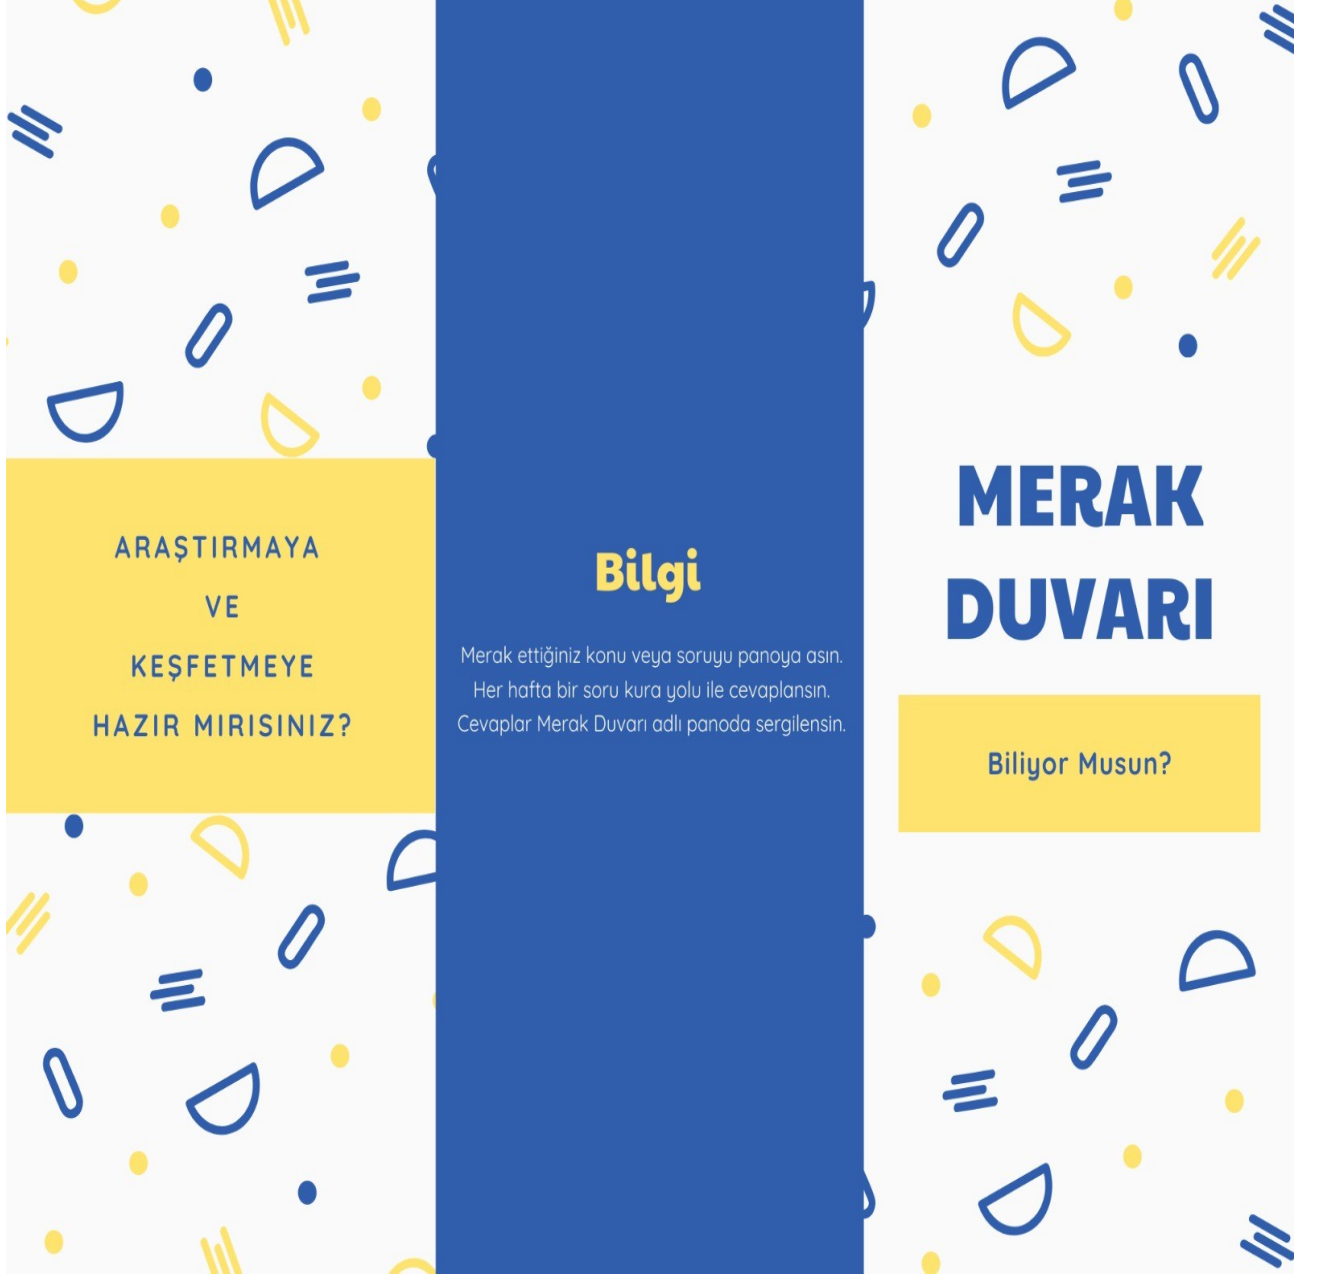 ARAŞTIRMAYA
VE
KEŞFETMEYE
HAZIR MIRISINIZ?
Bilgi
Merak ettiğiniz konu veya soruyu panoya asın.
Her hafta bir soru kura yolu ile cevaplansın.
Cevaplar Merak Duvarı adlı panoda sergilensin.
MERAK
DUVARI
Biliyor Musun?